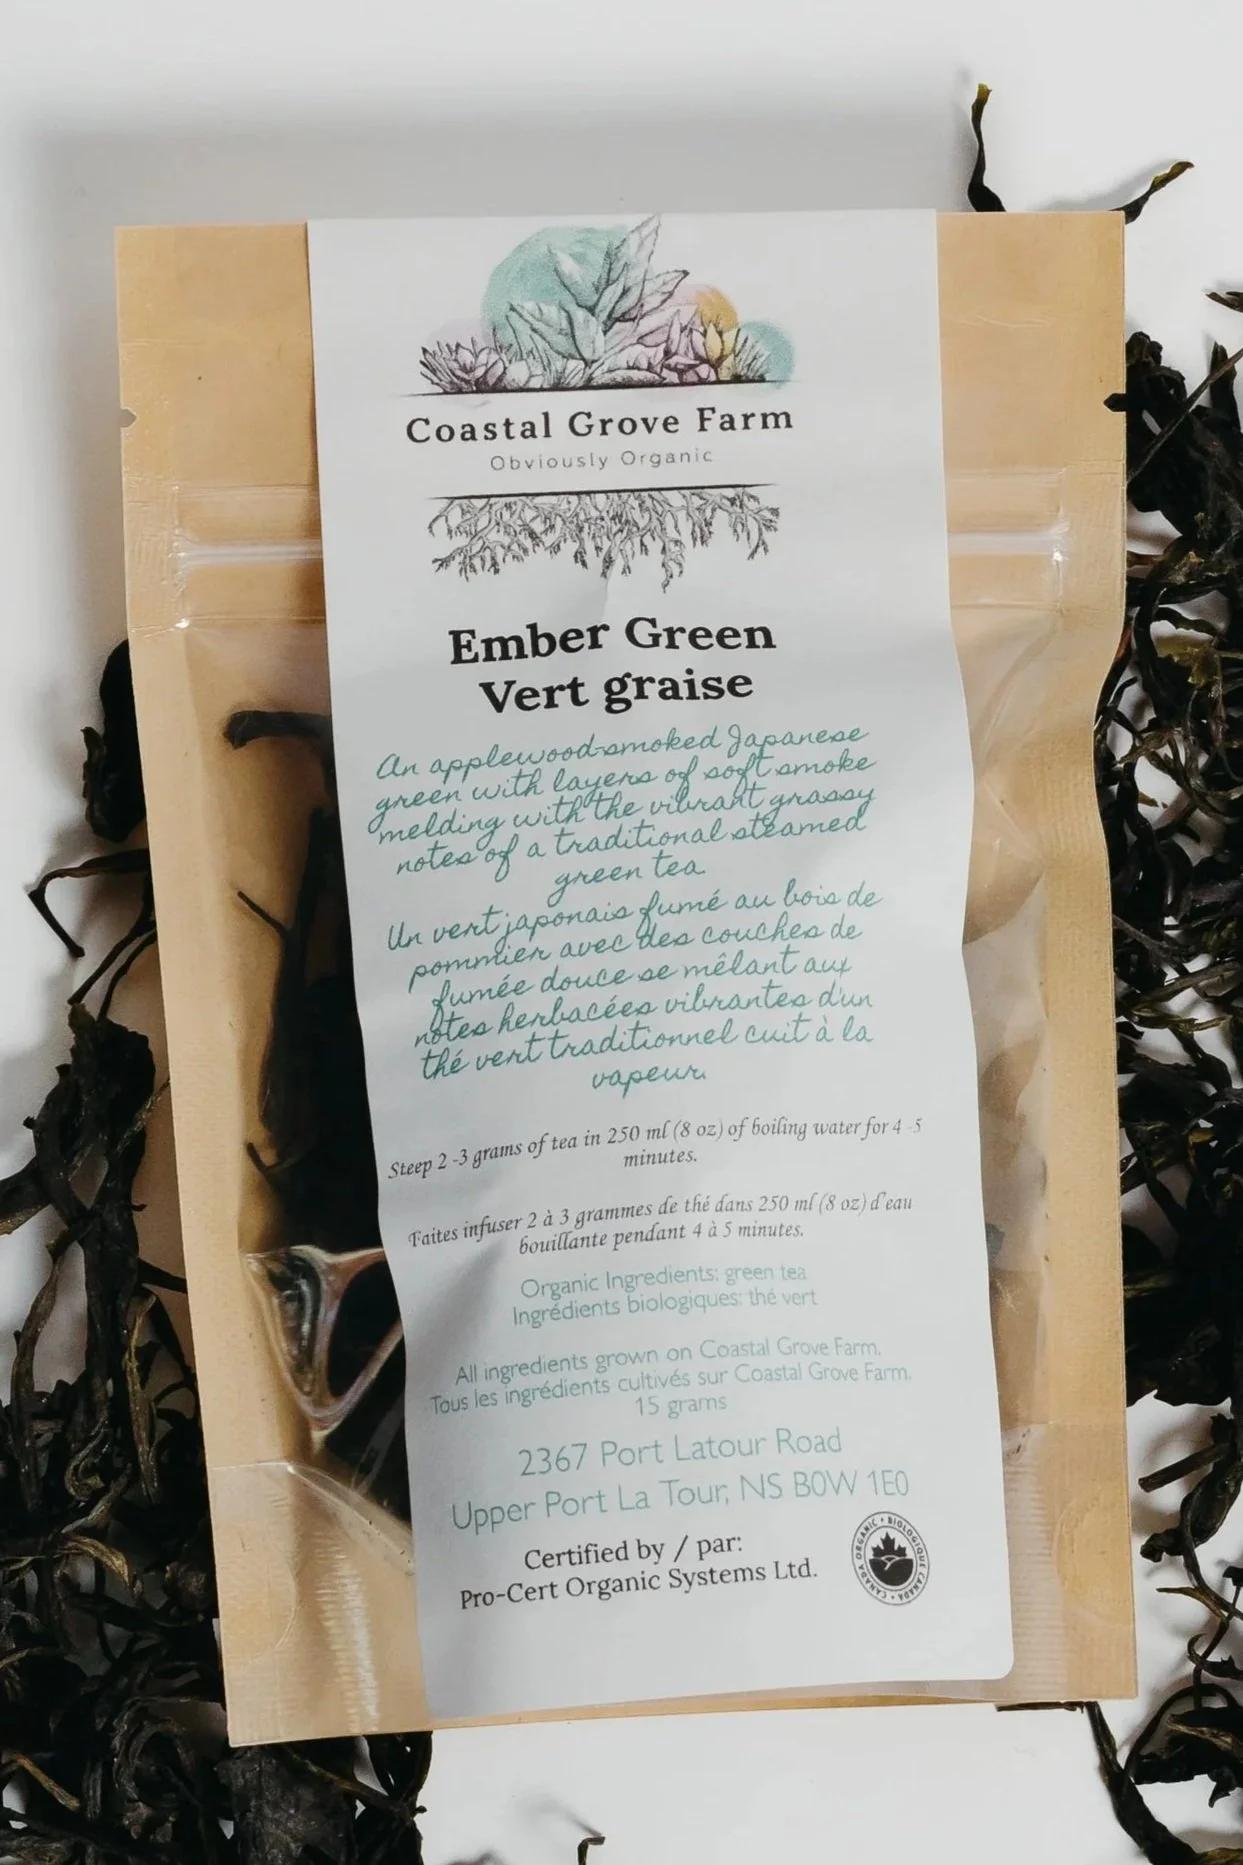 Coastal Grove Farm
Obviously Organic
Ember Green
Vert graise
An applewood-smoked Japanese
green with layers of soft smoke
melding with the vibrant grassy
notes of a traditional steamed
green tea.
Un vert japonais fumé au bois de
pommier avec des couches de
fumée douce se mêlant aux
notes herbacées vibrantes d'un
thé vert traditionnel cuit à la
vapeur.
Steep 2 -3 grams of tea in 250 ml (8 oz) of boiling water for 4 -5
minutes.
Faites infuser 2 à 3 grammes de thé dans 250 ml (8 oz) d'eau
bouillante pendant 4 à 5 minutes.
Organic Ingredients: green tea
Ingrédients biologiques: thé vert
All ingredients grown on Coastal Grove Farm.
Tous les ingrédients cultivés sur Coastal Grove Farm.
15 grams
2367 Port Latour Road
Upper Port La Tour, NS B0W 1E0
Certified by / par:
Pro-Cert Organic Systems Ltd.
CANADA ORGANIC • BIOLOGIQUE CANADA •